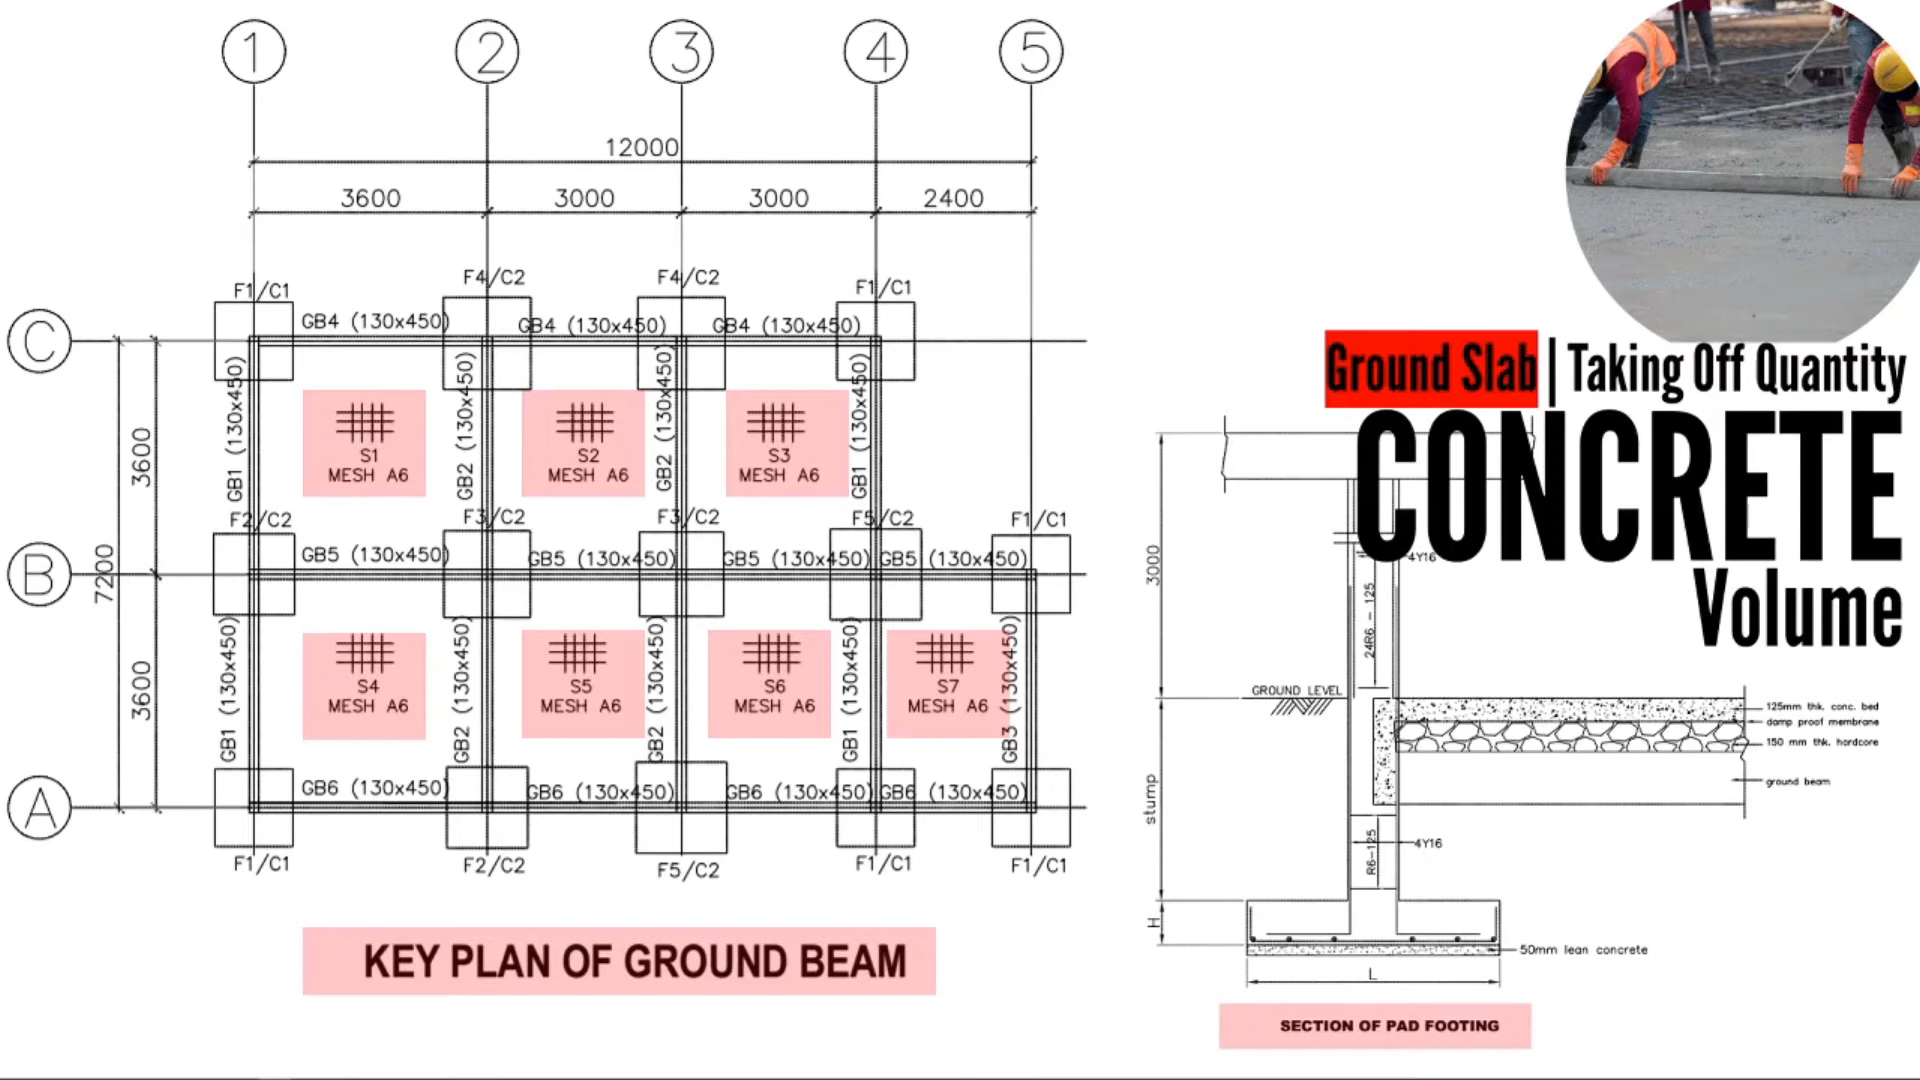 1
2
3
4
5
12000
3600
3000
3000
2400
F1/C1
F4/C2
F4/C2
F1/C1
C
GB4 (130x450)
GB4 (130x450)
GB4 (130x450)
GB1 (130x450)
GB2 (130x450)
GB2 (130x450)
GB1 (130x450)
3600
S1
MESH A6
S2
MESH A6
S3
MESH A6
F2/C2
F3/C2
F3/C2
F5/C2
F1/C1
B
7200
GB5 (130x450)
GB5 (130x450)
GB5 (130x450)
GB5 (130x450)
GB1 (130x450)
GB2 (130x450)
GB2 (130x450)
GB1 (130x450)
GB3 (130x450)
3600
S4
MESH A6
S5
MESH A6
S6
MESH A6
S7
MESH A6
A
GB6 (130x450)
GB6 (130x450)
GB6 (130x450)
GB6 (130x450)
F1/C1
F2/C2
F5/C2
F1/C1
F1/C1
KEY PLAN OF GROUND BEAM
Ground Slab | Taking Off Quantity
CONCRETE
Volume
3000
4Y16
24R6 - 125
GROUND LEVEL
125mm thk. conc. bed
damp proof membrane
150 mm thk. hardcore
ground beam
stump
R6-125
4Y16
H
50mm lean concrete
L
SECTION OF PAD FOOTING